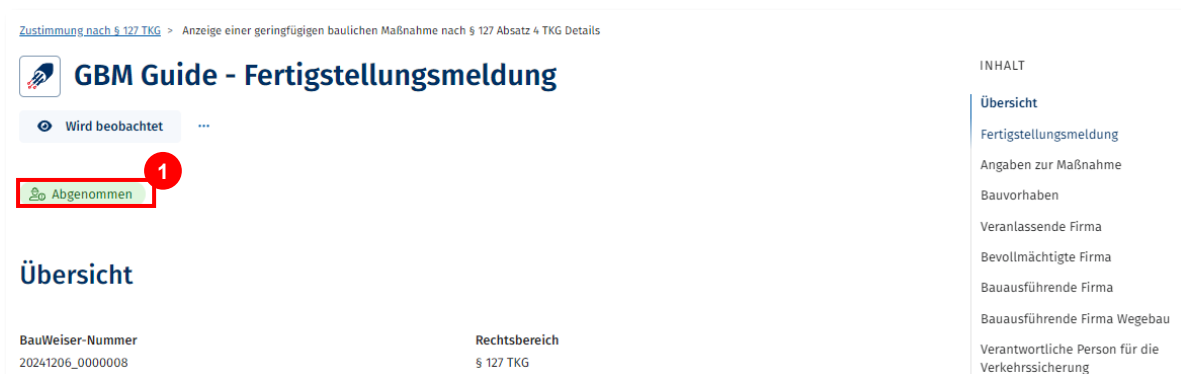 Zustimmung nach § 127 TKG > Anzeige einer geringfügigen baulichen Maßnahme nach § 127 Absatz 4 TKG Details
GBM Guide - Fertigstellungsmeldung
Wird beobachtet ...
1
Abgenommen
Übersicht
BauWeiser-Nummer
20241206_0000008
Rechtsbereich
§ 127 TKG
INHALT
Übersicht
Fertigstellungsmeldung
Angaben zur Maßnahme
Bauvorhaben
Veranlassende Firma
Bevollmächtigte Firma
Bauausführende Firma
Bauausführende Firma Wegebau
Verantwortliche Person für die
Verkehrssicherung